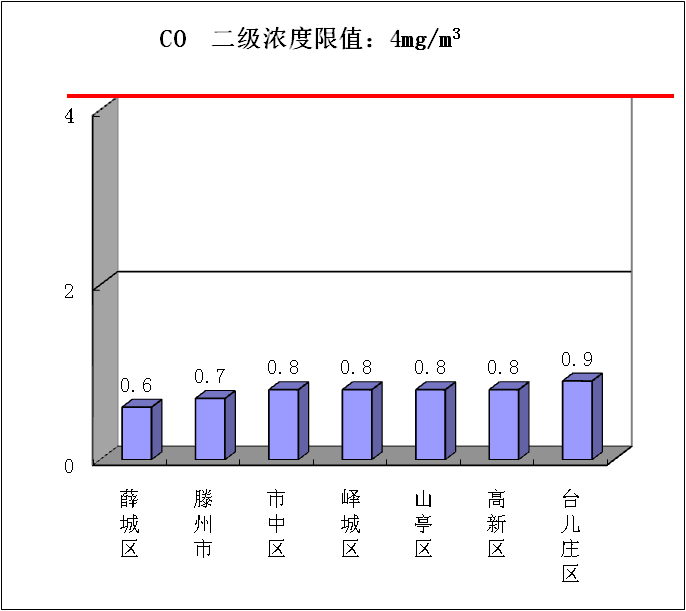 CO 二级浓度限值：4mg/m³
4
2
0
0.6
0.7
0.8
0.8
0.8
0.8
0.9
薛城区
滕州市
市中区
峄城区
山亭区
高新区
台儿庄区